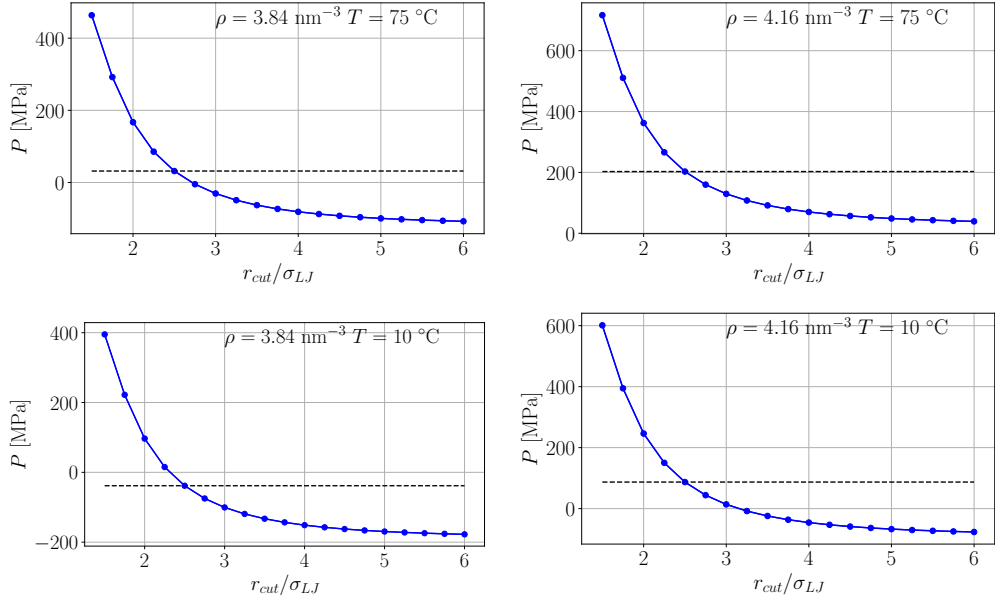 ρ = 3.84 nm⁻³ T = 75 °C
400
200
0
P [MPa]
2
3
4
5
6
r_cut/σ_LJ
ρ = 4.16 nm⁻³ T = 75 °C
600
400
200
0
P [MPa]
2
3
4
5
6
r_cut/σ_LJ
ρ = 3.84 nm⁻³ T = 10 °C
400
200
0
−200
P [MPa]
2
3
4
5
6
r_cut/σ_LJ
ρ = 4.16 nm⁻³ T = 10 °C
600
400
200
0
P [MPa]
2
3
4
5
6
r_cut/σ_LJ